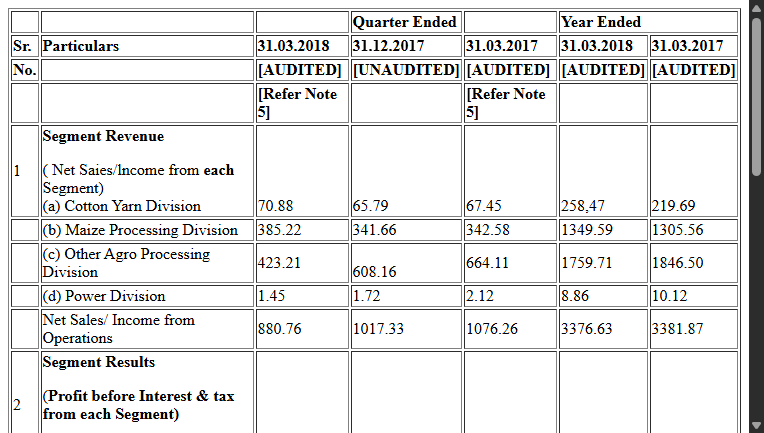 Quarter Ended Year Ended
Sr. Particulars 31.03.2018 31.12.2017 31.03.2017 31.03.2018 31.03.2017
No. [AUDITED] [UNAUDITED] [AUDITED] [AUDITED] [AUDITED]
[Refer Note [Refer Note
5] 5]
Segment Revenue
1 ( Net Saies/lncome from each
Segment)
(a) Cotton Yarn Division 70.88 65.79 67.45 258,47 219.69
(b) Maize Processing Division 385.22 341.66 342.58 1349.59 1305.56
(c) Other Agro Processing
Division 423.21 608.16 664.11 1759.71 1846.50
(d) Power Division 1.45 1.72 2.12 8.86 10.12
Net Sales/ Income from
Operations 880.76 1017.33 1076.26 3376.63 3381.87
Segment Results
2 (Profit before Interest & tax
from each Segment)